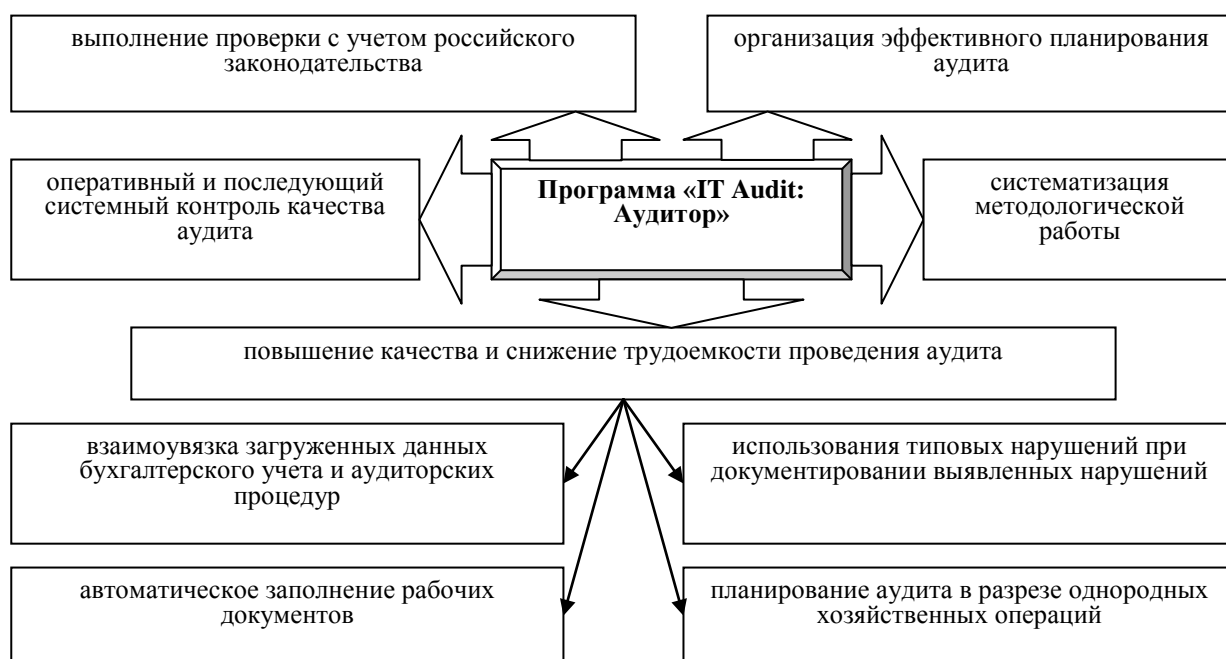 выполнение проверки с учетом российского
законодательства
организация эффективного планирования
аудита
оперативный и последующий
системный контроль качества
аудита
Программа «IT Audit:
Аудитор»
систематизация
методологической
работы
повышение качества и снижение трудоемкости проведения аудита
взаимоувязка загруженных данных
бухгалтерского учета и аудиторских
процедур
использования типовых нарушений при
документировании выявленных нарушений
автоматическое заполнение рабочих
документов
планирование аудита в разрезе однородных
хозяйственных операций